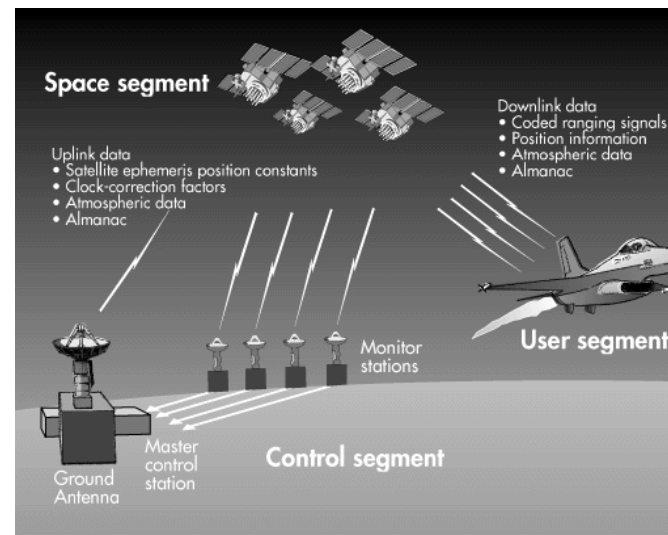 Space segment
Downlink data
• Coded ranging signals
• Position information
• Atmospheric data
• Almanac
Uplink data
• Satellite ephemeris position constants
• Clock-correction factors
• Atmospheric data
• Almanac
User segment
Monitor
stations
Master
control
station
Control segment
Ground
Antenna